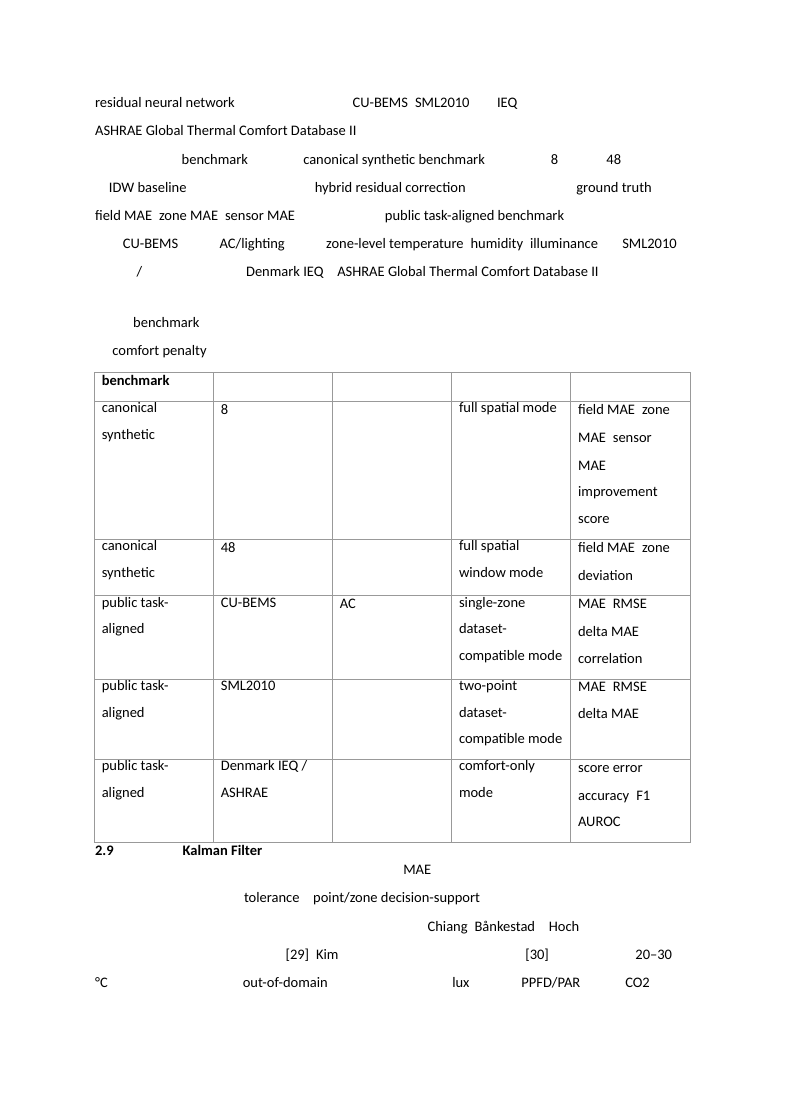 residual neural network CU-BEMS SML2010 IEQ
ASHRAE Global Thermal Comfort Database II
benchmark canonical synthetic benchmark 8 48
IDW baseline hybrid residual correction ground truth
field MAE zone MAE sensor MAE public task-aligned benchmark
CU-BEMS AC/lighting zone-level temperature humidity illuminance SML2010
/ Denmark IEQ ASHRAE Global Thermal Comfort Database II
benchmark
comfort penalty
benchmark
canonical
synthetic
8
full spatial mode
field MAE zone
MAE sensor
MAE
improvement
score
canonical
synthetic
48
full spatial
window mode
field MAE zone
deviation
public task-
aligned
CU-BEMS
AC
single-zone
dataset-
compatible mode
MAE RMSE
delta MAE
correlation
public task-
aligned
SML2010
two-point
dataset-
compatible mode
MAE RMSE
delta MAE
public task-
aligned
Denmark IEQ /
ASHRAE
comfort-only
mode
score error
accuracy F1
AUROC
2.9 Kalman Filter
MAE
tolerance point/zone decision-support
Chiang Bånkestad Hoch
[29] Kim [30] 20–30
°C out-of-domain lux PPFD/PAR CO2